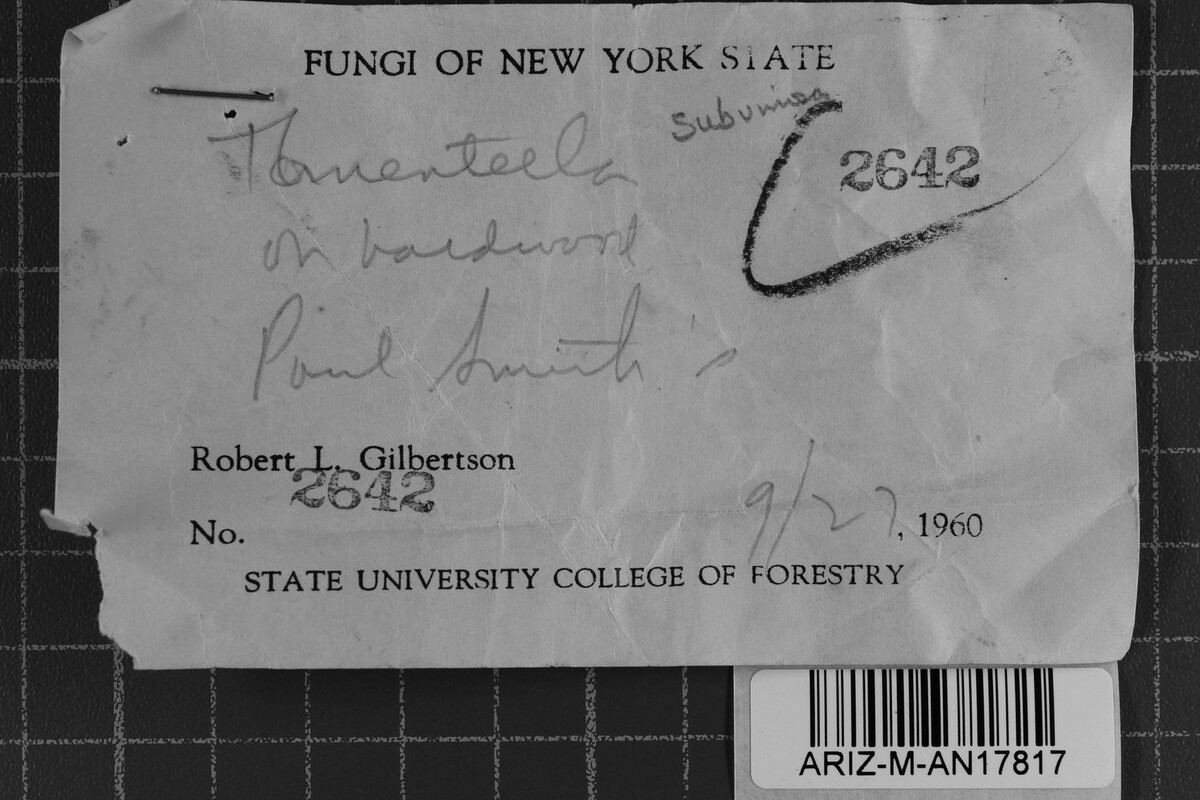 FUNGI OF NEW YORK STATE
Tomentella
2642
on hardwood
Paul Smith's
Robert L. Gilbertson
2642
No.
9/27, 1960
STATE UNIVERSITY COLLEGE OF FORESTRY
ARIZ-M-AN17817